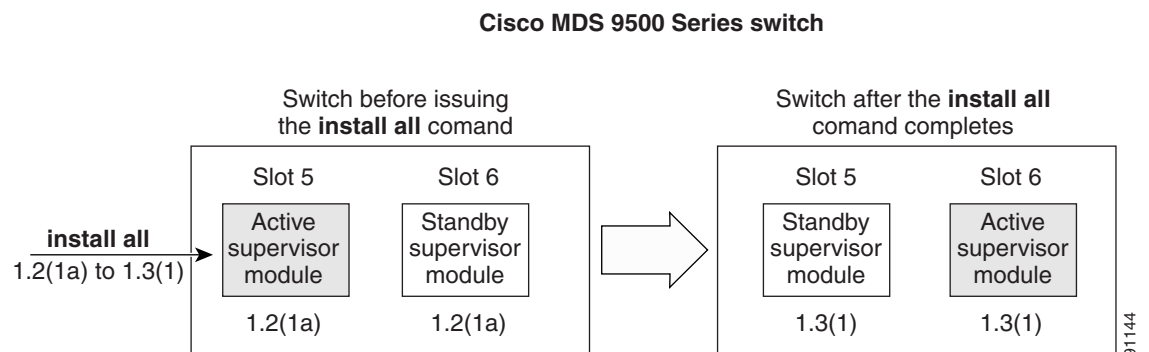 Cisco MDS 9500 Series switch
Switch before issuing
the install all comand
Switch after the install all
comand completes
Slot 5
Slot 6
Slot 5
Slot 6
install all
1.2(1a) to 1.3(1)
Active
supervisor
module
Standby
supervisor
module
Standby
supervisor
module
Active
supervisor
module
1.2(1a)
1.2(1a)
1.3(1)
1.3(1)
91144